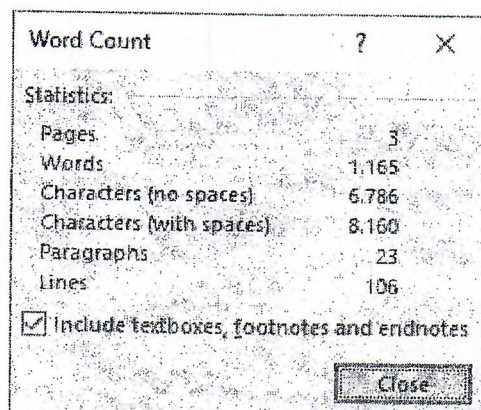 Word Count ? ×
Statistics:
Pages 3
Words 1.165
Characters (no spaces) 6.786
Characters (with spaces) 8.160
Paragraphs 23
Lines 106
Include textboxes, footnotes and endnotes
Close